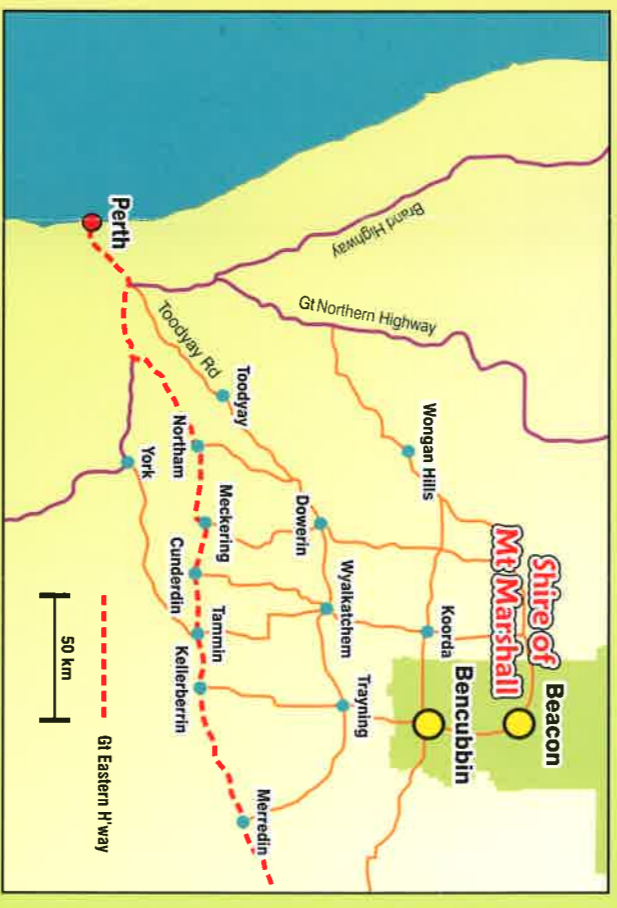 Brand Highway
Gt Northern Highway
Wongan Hills
Shire of
Mt Marshall
Beacon
Koorda
Bencubbin
Dowerin
Wyalkatchem
Trayning
Toodyay Rd
Toodyay
Perth
Northam
Meckering
Cunderdin
Tammin
Kellerberrin
Merredin
York
50 km
Gt Eastern H'way